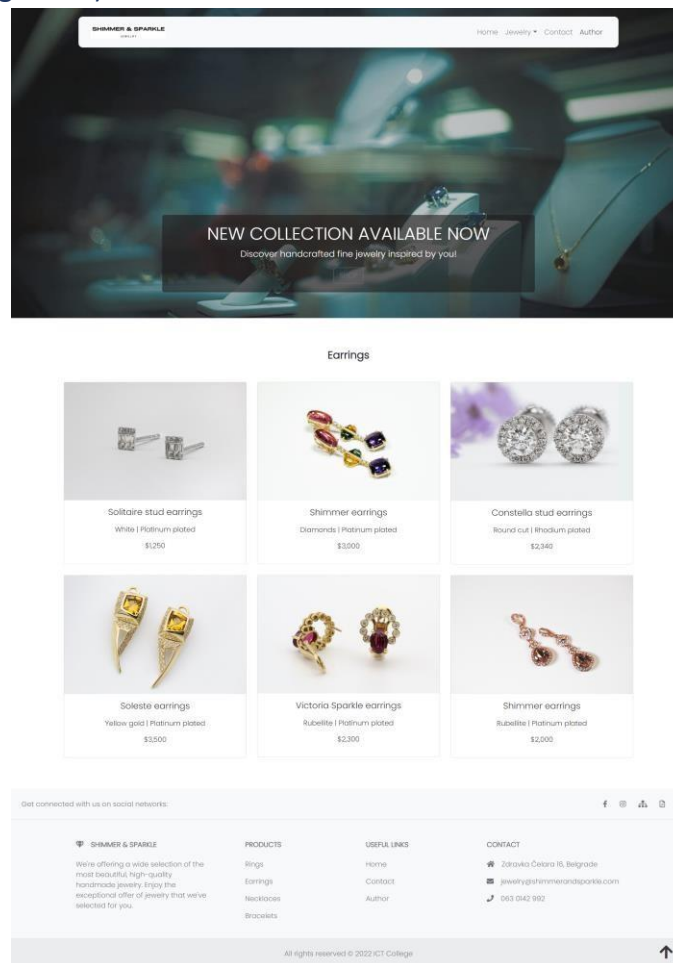 SHIMMER & SPARKLE
JEWELRY
Home Jewelry Contact Author
NEW COLLECTION AVAILABLE NOW
Discover handcrafted fine jewelry inspired by you!
Earrings
Solitaire stud earrings
White | Platinum plated
$1,250
Shimmer earrings
Diamonds | Platinum plated
$3,000
Constella stud earrings
Round cut | Rhodium plated
$2,340
Soleste earrings
Yellow gold | Platinum plated
$3,500
Victoria Sparkle earrings
Rubellite | Platinum plated
$2,300
Shimmer earrings
Rubellite | Platinum plated
$2,000
Get connected with us on social networks:
SHIMMER & SPARKLE
We're offering a wide selection of the
most beautiful, high-quality
handmade jewelry. Enjoy the
exceptional offer of jewelry that we've
selected for you.
PRODUCTS
Rings
Earrings
Necklaces
Bracelets
USEFUL LINKS
Home
Contact
Author
CONTACT
Zdravka Čelara 16, Belgrade
jewelry@shimmerandsparkle.com
063 0142 992
All rights reserved © 2022 ICT College